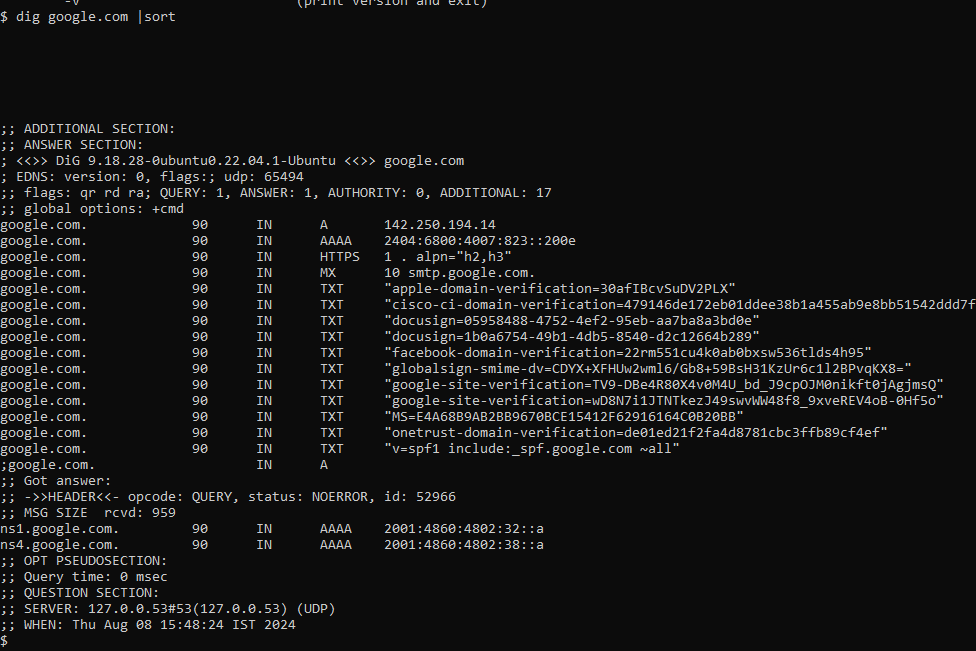 -v (print version and exit)
$ dig google.com |sort
;; ADDITIONAL SECTION:
;; ANSWER SECTION:
; <<>> DiG 9.18.28-0ubuntu0.22.04.1-Ubuntu <<>> google.com
; EDNS: version: 0, flags:; udp: 65494
;; flags: qr rd ra; QUERY: 1, ANSWER: 1, AUTHORITY: 0, ADDITIONAL: 17
;; global options: +cmd
google.com. 90 IN A 142.250.194.14
google.com. 90 IN AAAA 2404:6800:4007:823::200e
google.com. 90 IN HTTPS 1 . alpn="h2,h3"
google.com. 90 IN MX 10 smtp.google.com.
google.com. 90 IN TXT "apple-domain-verification=30afIBcvSuDV2PLX"
google.com. 90 IN TXT "cisco-ci-domain-verification=479146de172eb01ddee38b1a455ab9e8bb51542ddd7f
google.com. 90 IN TXT "docusign=05958488-4752-4ef2-95eb-aa7ba8a3bd0e"
google.com. 90 IN TXT "docusign=1b0a6754-49b1-4db5-8540-d2c12664b289"
google.com. 90 IN TXT "facebook-domain-verification=22rm551cu4k0ab0bxsw536tlds4h95"
google.com. 90 IN TXT "globalsign-smime-dv=CDYX+XFHUw2wml6/Gb8+59BsH31KzUr6c1l2BPvqKX8="
google.com. 90 IN TXT "google-site-verification=TV9-DBe4R80X4v0M4U_bd_J9cpOJM0nikft0jAgjmsQ"
google.com. 90 IN TXT "google-site-verification=wD8N7i1JTNTkezJ49swvWW48f8_9xveREV4oB-0Hf5o"
google.com. 90 IN TXT "MS=E4A68B9AB2BB9670BCE15412F62916164C0B20BB"
google.com. 90 IN TXT "onetrust-domain-verification=de01ed21f2fa4d8781cbc3ffb89cf4ef"
google.com. 90 IN TXT "v=spf1 include:_spf.google.com ~all"
;google.com. IN A
;; Got answer:
;; ->>HEADER<<- opcode: QUERY, status: NOERROR, id: 52966
;; MSG SIZE rcvd: 959
ns1.google.com. 90 IN AAAA 2001:4860:4802:32::a
ns4.google.com. 90 IN AAAA 2001:4860:4802:38::a
;; OPT PSEUDOSECTION:
;; Query time: 0 msec
;; QUESTION SECTION:
;; SERVER: 127.0.0.53#53(127.0.0.53) (UDP)
;; WHEN: Thu Aug 08 15:48:24 IST 2024
$